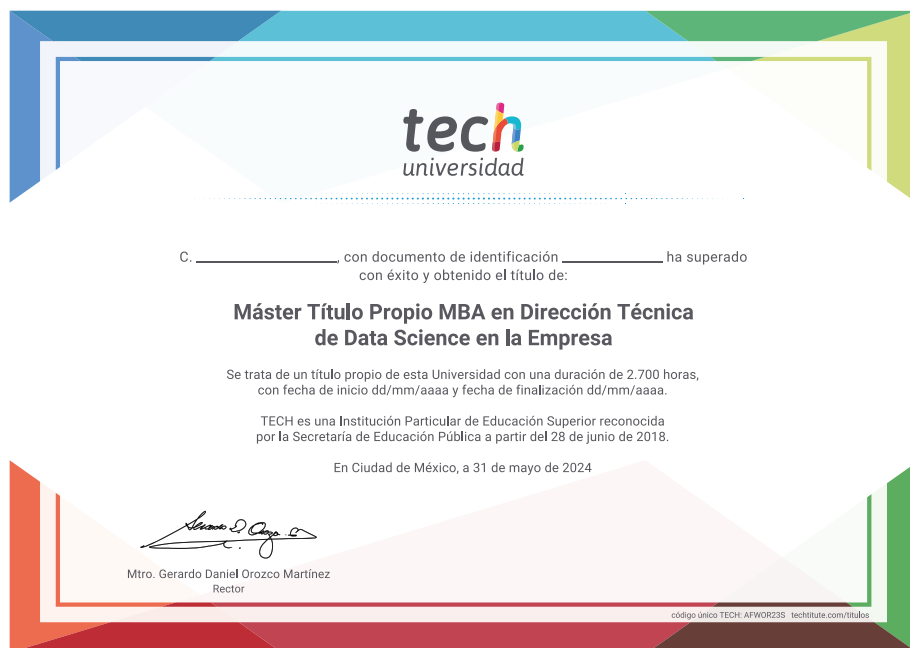 tech
universidad
C. ____________________, con documento de identificación ______________ ha superado
con éxito y obtenido el título de:
Máster Título Propio MBA en Dirección Técnica
de Data Science en la Empresa
Se trata de un título propio de esta Universidad con una duración de 2.700 horas,
con fecha de inicio dd/mm/aaaa y fecha de finalización dd/mm/aaaa.
TECH es una Institución Particular de Educación Superior reconocida
por la Secretaría de Educación Pública a partir del 28 de junio de 2018.
En Ciudad de México, a 31 de mayo de 2024
Mtro. Gerardo Daniel Orozco Martínez
Rector
código único TECH: AFWOR23S techtitute.com/titulos